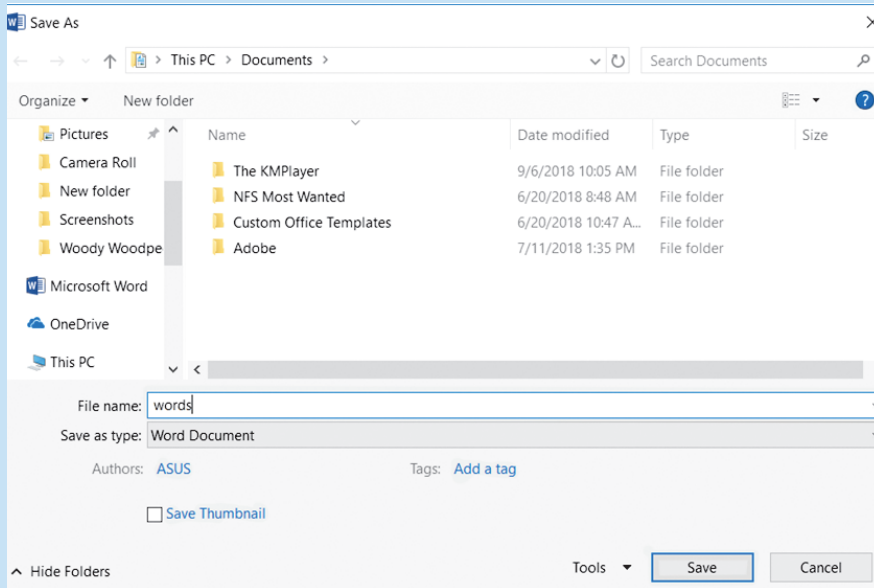 Save As
This PC > Documents >
Search Documents
Organize
New folder
Name
Date modified
Type
Size
Pictures
Camera Roll
New folder
Screenshots
Woody Woodpe
Microsoft Word
OneDrive
This PC
The KMPlayer 9/6/2018 10:05 AM File folder
NFS Most Wanted 6/20/2018 8:48 AM File folder
Custom Office Templates 6/20/2018 10:47 A... File folder
Adobe 7/11/2018 1:35 PM File folder
File name: words
Save as type: Word Document
Authors: ASUS
Tags: Add a tag
Save Thumbnail
Hide Folders
Tools
Save
Cancel